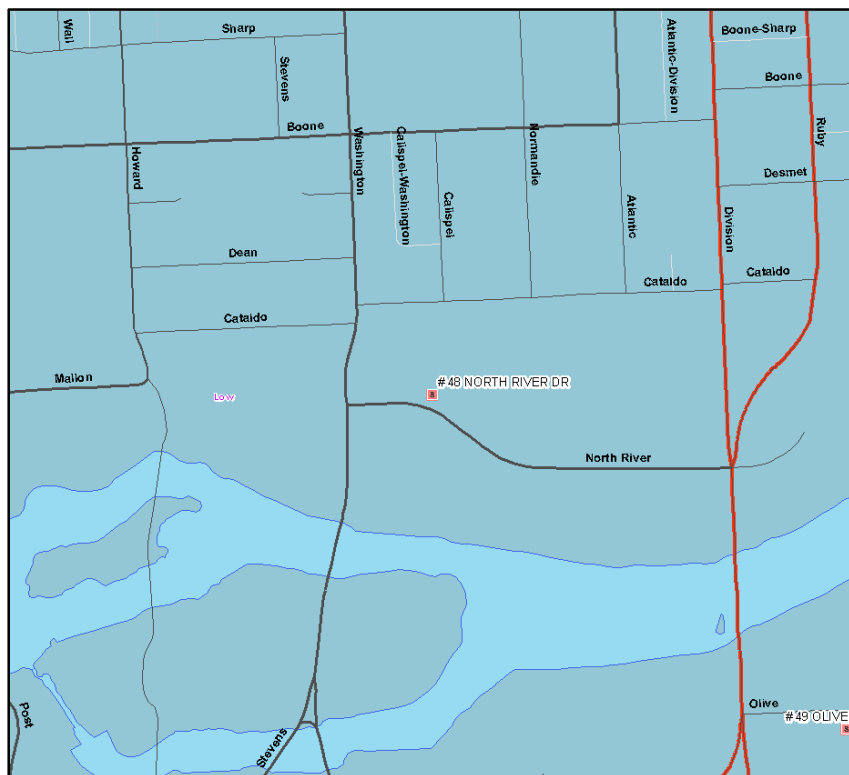 Wall
Sharp
Atlantic-Division
Boone-Sharp
Stevens
Boone
Boone
Washington
Calispel-Washington
Normandie
Ruby
Howard
Calispel
Desmet
Atlantic
Division
Dean
Cataldo
Cataldo
Cataldo
Mallon
#48 NORTH RIVER DR
Low
North River
Post
Stevens
Olive
#49 OLIVE